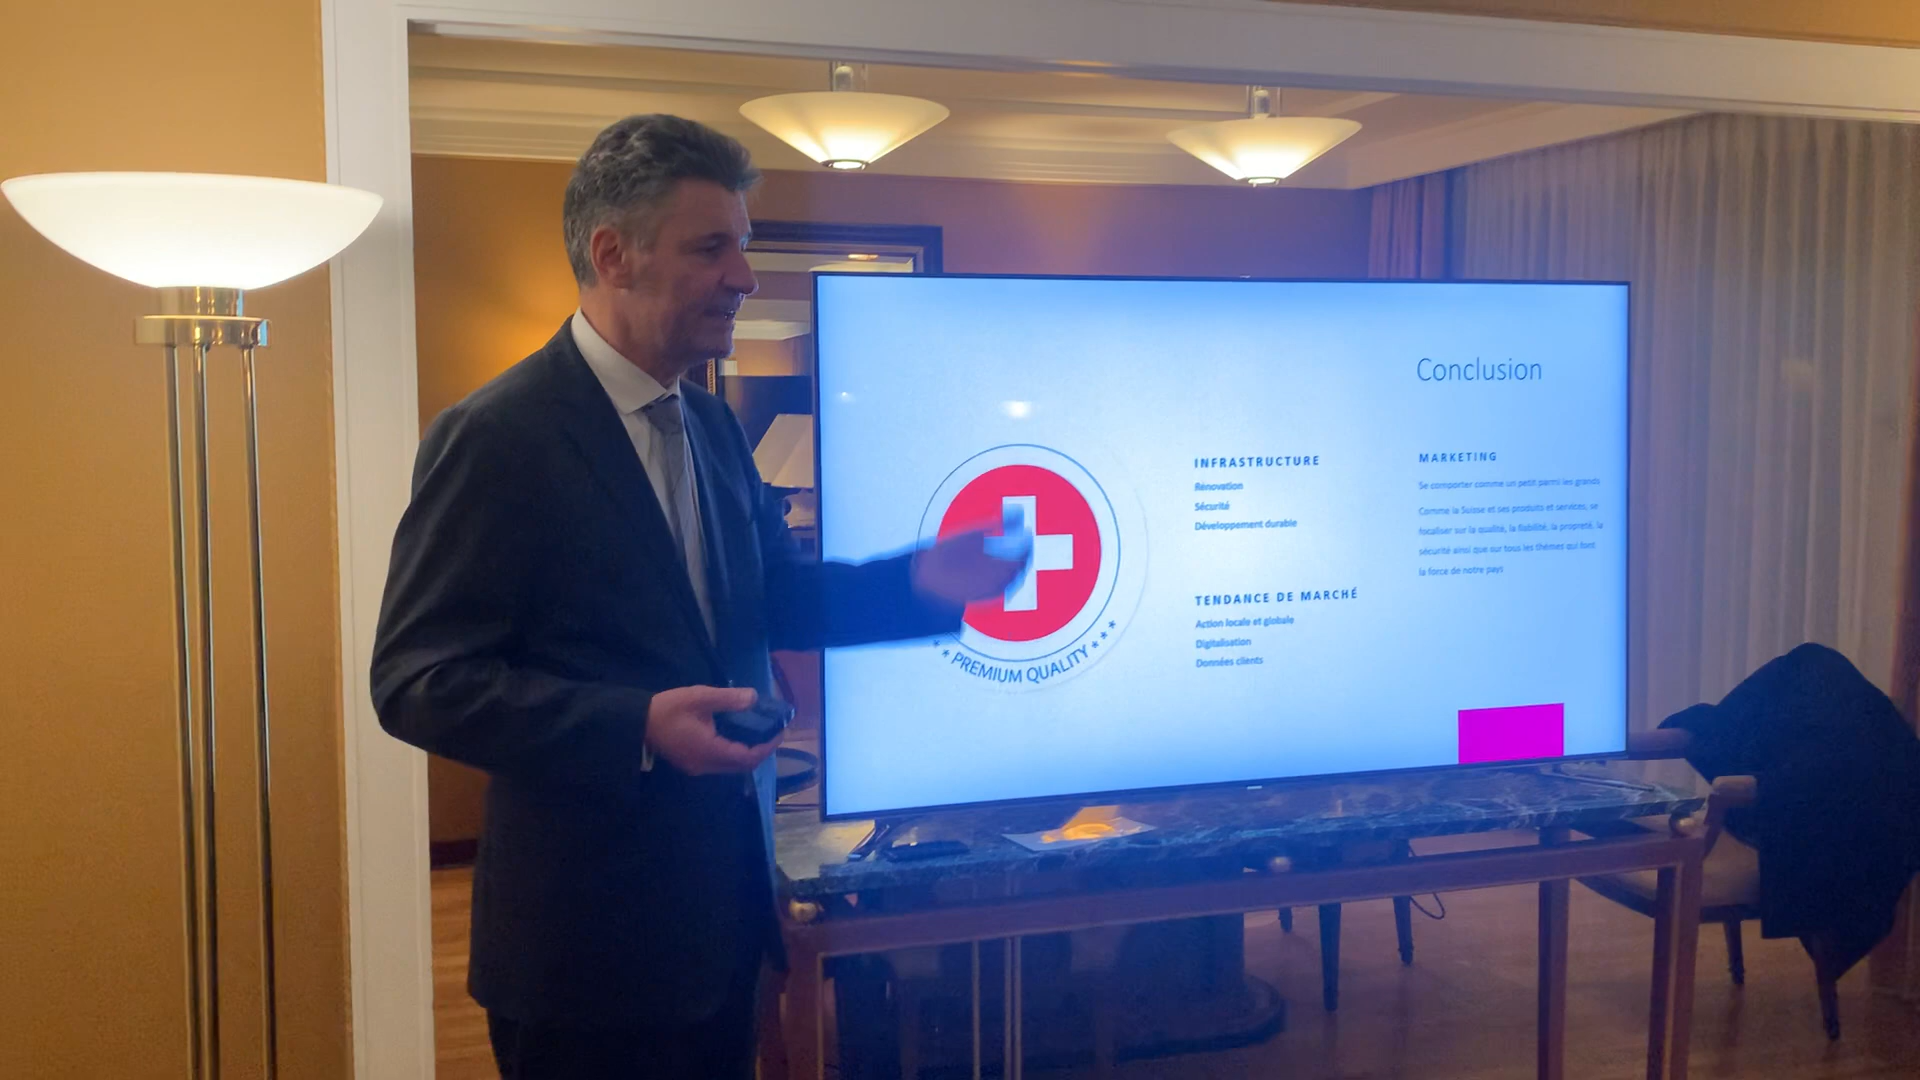 Conclusion
PREMIUM QUALITY
INFRASTRUCTURE
Rénovation
Sécurité
Développement durable
TENDANCE DE MARCHÉ
Action locale et globale
Digitalisation
Données clients
MARKETING
Se comporter comme un petit parmi les grands
Comme la Suisse et ses produits et services, se
focaliser sur la qualité, la fiabilité, la propreté, la
sécurité ainsi que sur tous les thèmes qui font
la force de notre pays